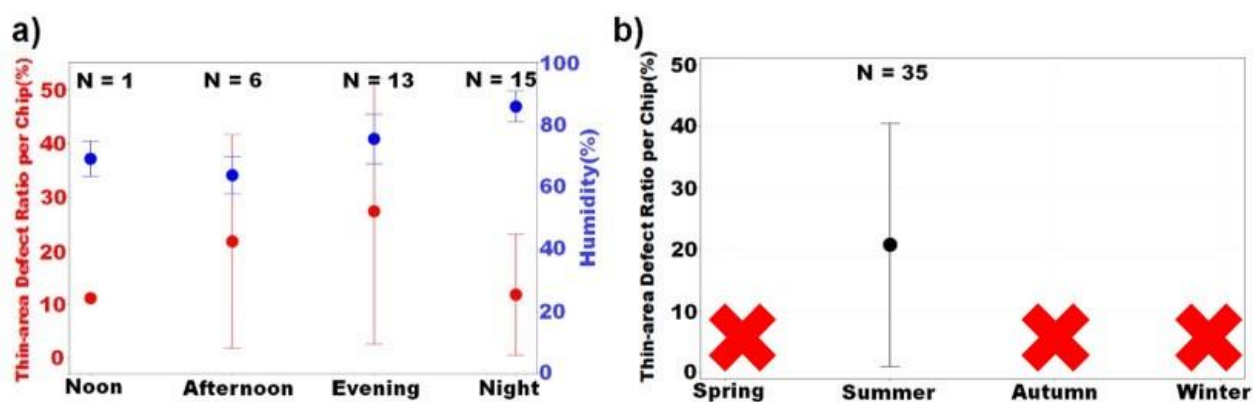 a)
Thin-area Defect Ratio per Chip(%)
50
40
30
20
10
0
N = 1 N = 6 N = 13 N = 15
100
80
60
40
20
0
Humidity(%)
Noon Afternoon Evening Night
b)
Thin-area Defect Ratio per Chip(%)
50
40
30
20
10
0
N = 35
Spring Summer Autumn Winter